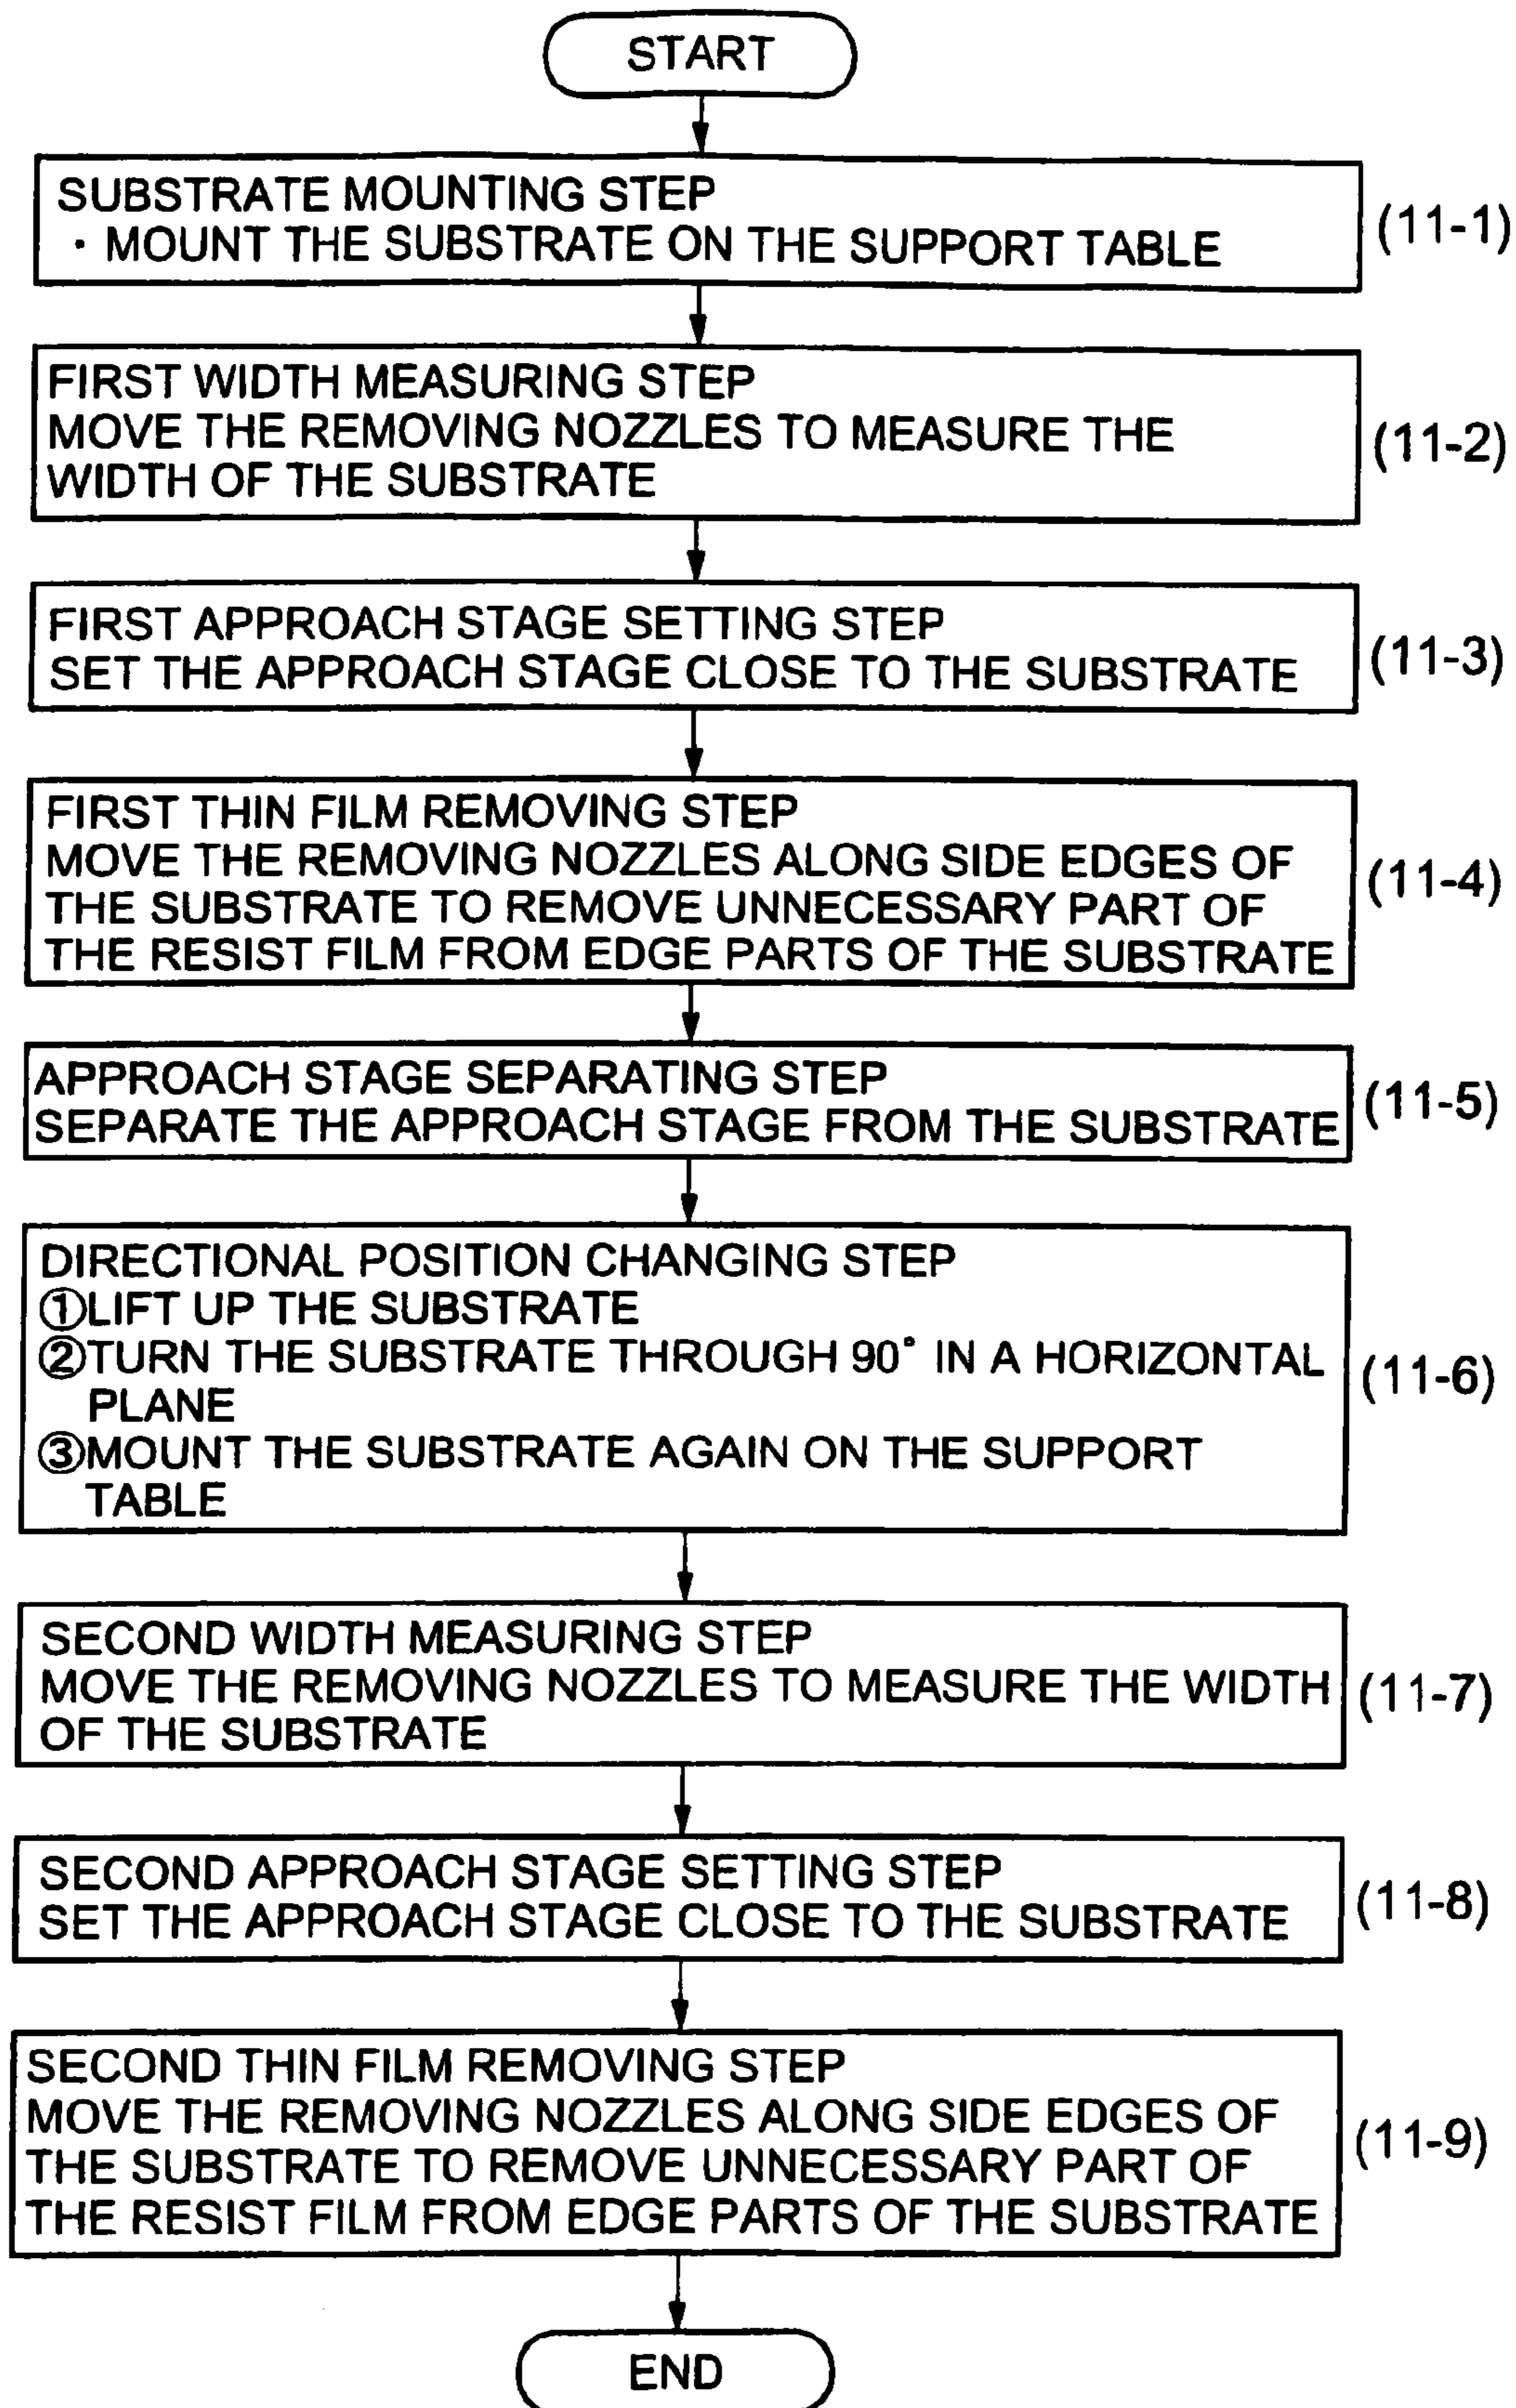 START
SUBSTRATE MOUNTING STEP
· MOUNT THE SUBSTRATE ON THE SUPPORT TABLE
(11-1)
FIRST WIDTH MEASURING STEP
MOVE THE REMOVING NOZZLES TO MEASURE THE
WIDTH OF THE SUBSTRATE
(11-2)
FIRST APPROACH STAGE SETTING STEP
SET THE APPROACH STAGE CLOSE TO THE SUBSTRATE
(11-3)
FIRST THIN FILM REMOVING STEP
MOVE THE REMOVING NOZZLES ALONG SIDE EDGES OF
THE SUBSTRATE TO REMOVE UNNECESSARY PART OF
THE RESIST FILM FROM EDGE PARTS OF THE SUBSTRATE
(11-4)
APPROACH STAGE SEPARATING STEP
SEPARATE THE APPROACH STAGE FROM THE SUBSTRATE
(11-5)
DIRECTIONAL POSITION CHANGING STEP
①LIFT UP THE SUBSTRATE
②TURN THE SUBSTRATE THROUGH 90° IN A HORIZONTAL
PLANE
③MOUNT THE SUBSTRATE AGAIN ON THE SUPPORT
TABLE
(11-6)
SECOND WIDTH MEASURING STEP
MOVE THE REMOVING NOZZLES TO MEASURE THE WIDTH
OF THE SUBSTRATE
(11-7)
SECOND APPROACH STAGE SETTING STEP
SET THE APPROACH STAGE CLOSE TO THE SUBSTRATE
(11-8)
SECOND THIN FILM REMOVING STEP
MOVE THE REMOVING NOZZLES ALONG SIDE EDGES OF
THE SUBSTRATE TO REMOVE UNNECESSARY PART OF
THE RESIST FILM FROM EDGE PARTS OF THE SUBSTRATE
(11-9)
END